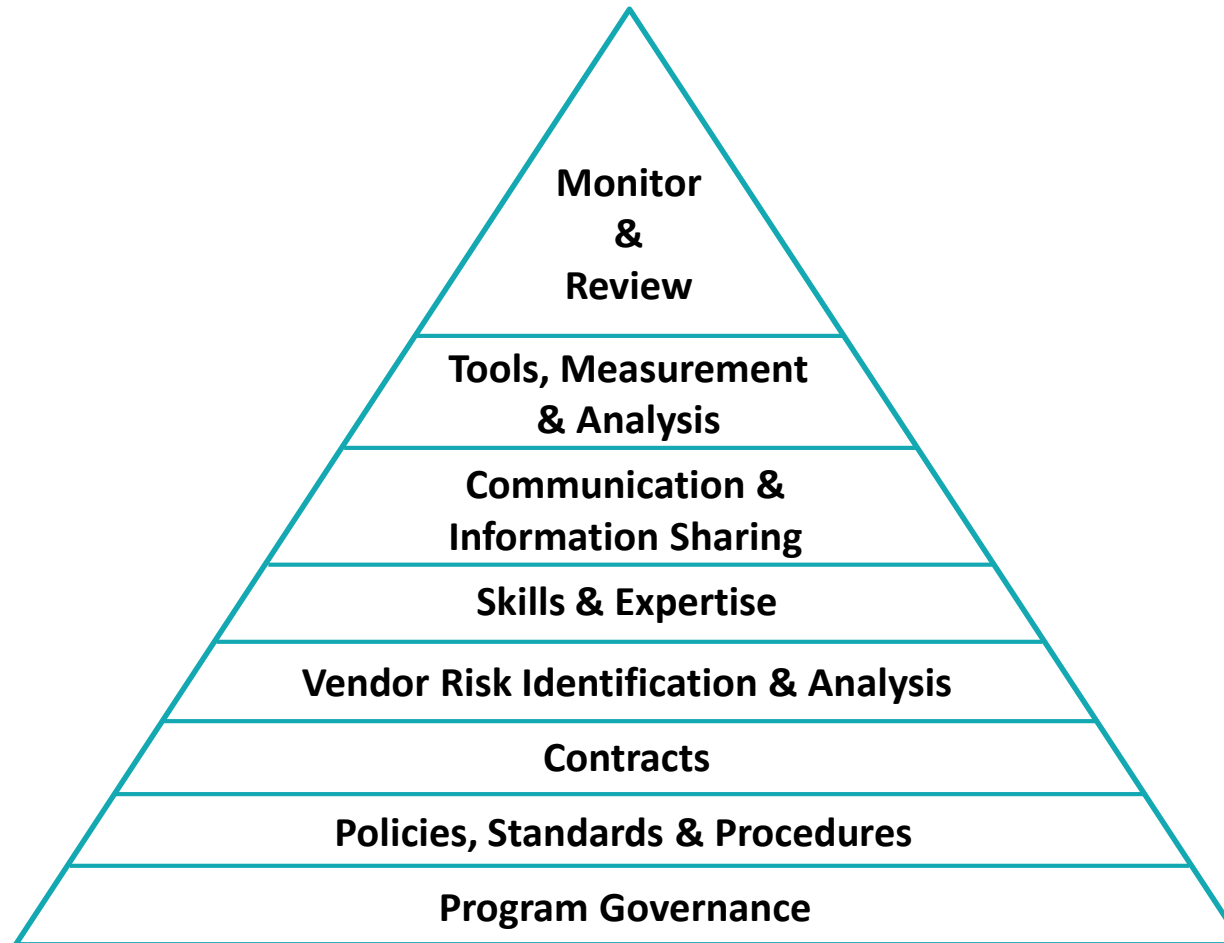 Monitor
&
Review
Tools, Measurement
& Analysis
Communication &
Information Sharing
Skills & Expertise
Vendor Risk Identification & Analysis
Contracts
Policies, Standards & Procedures
Program Governance